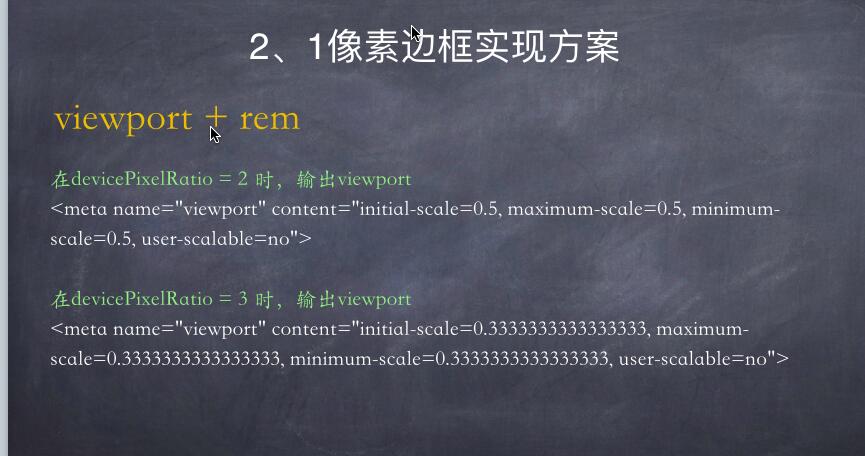 2、1像素边框实现方案
viewport + rem
在devicePixelRatio = 2 时，输出viewport
<meta name="viewport" content="initial-scale=0.5, maximum-scale=0.5, minimum-
scale=0.5, user-scalable=no">
在devicePixelRatio = 3 时，输出viewport
<meta name="viewport" content="initial-scale=0.3333333333333333, maximum-
scale=0.3333333333333333, minimum-scale=0.3333333333333333, user-scalable=no">